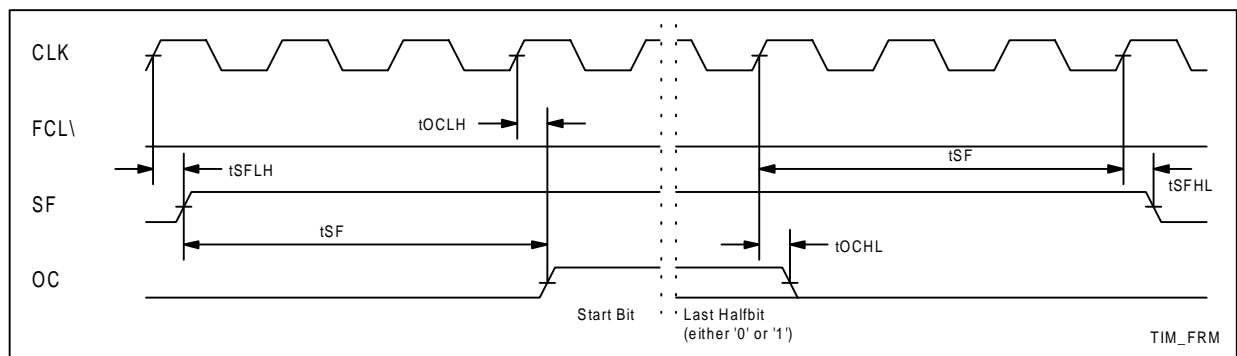 CLK
FCL\
tOCLH
tSFLH
tSF
tSFHL
SF
tSF
tOCHL
OC
Start Bit
Last Halfbit
(either '0' or '1')
TIM_FRM